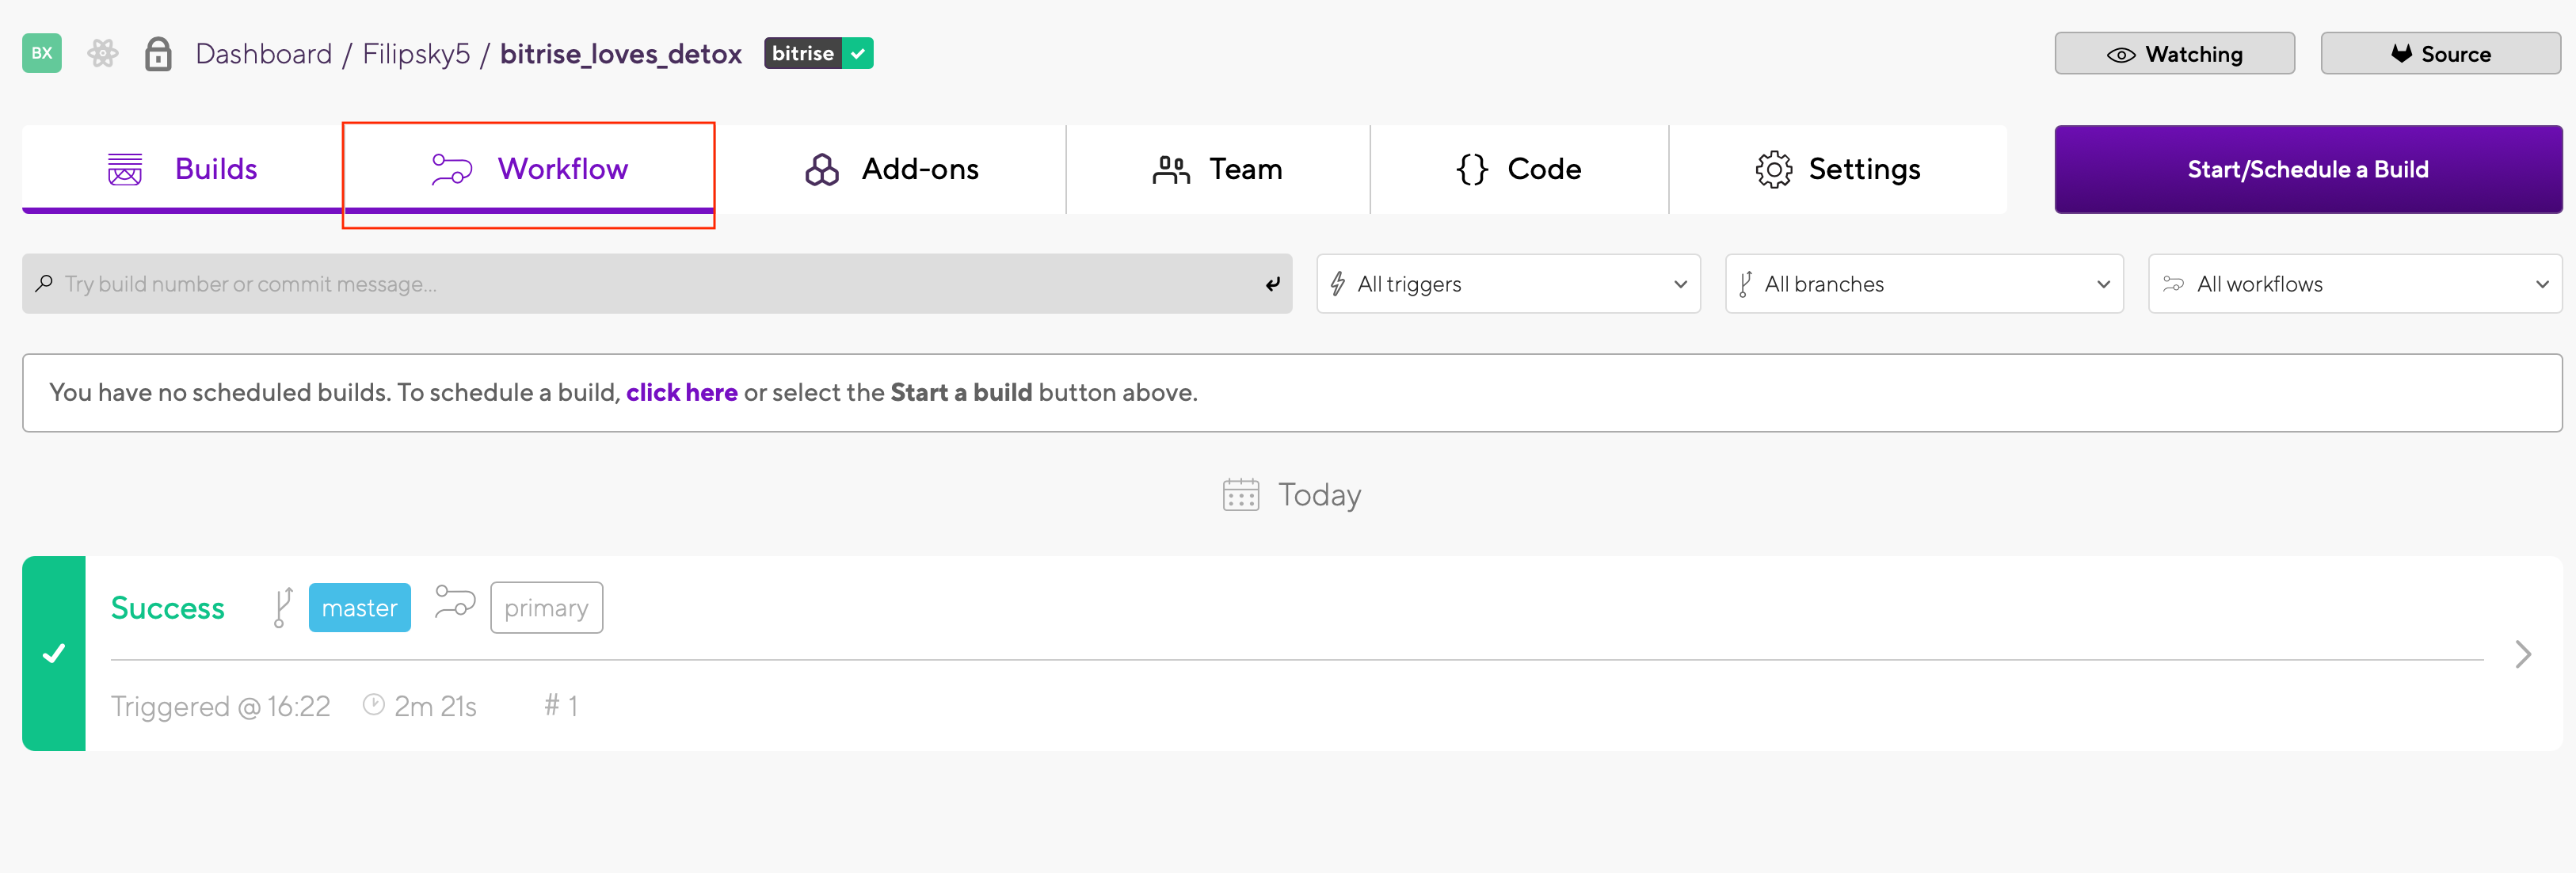 BX Dashboard / Filipsky5 / bitrise_loves_detox bitrise Watching Source
Builds Workflow Add-ons Team {} Code Settings Start/Schedule a Build
Try build number or commit message... All triggers All branches All workflows
You have no scheduled builds. To schedule a build, click here or select the Start a build button above.
Today
Success master primary
Triggered @ 16:22 2m 21s # 1